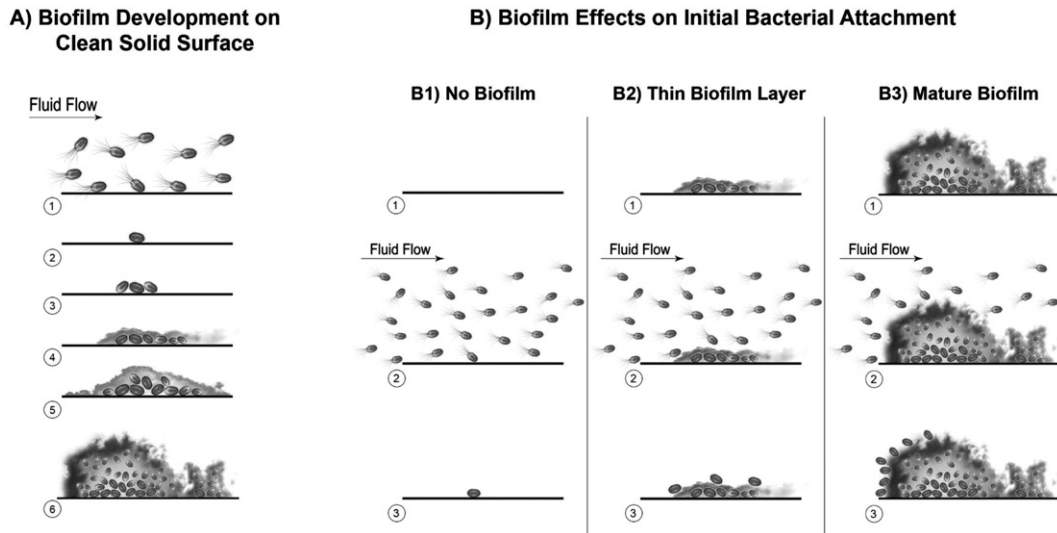 A) Biofilm Development on
Clean Solid Surface
Fluid Flow
1
2
3
4
5
6
B) Biofilm Effects on Initial Bacterial Attachment
B1) No Biofilm
1
Fluid Flow
2
3
B2) Thin Biofilm Layer
1
Fluid Flow
2
3
B3) Mature Biofilm
1
Fluid Flow
2
3